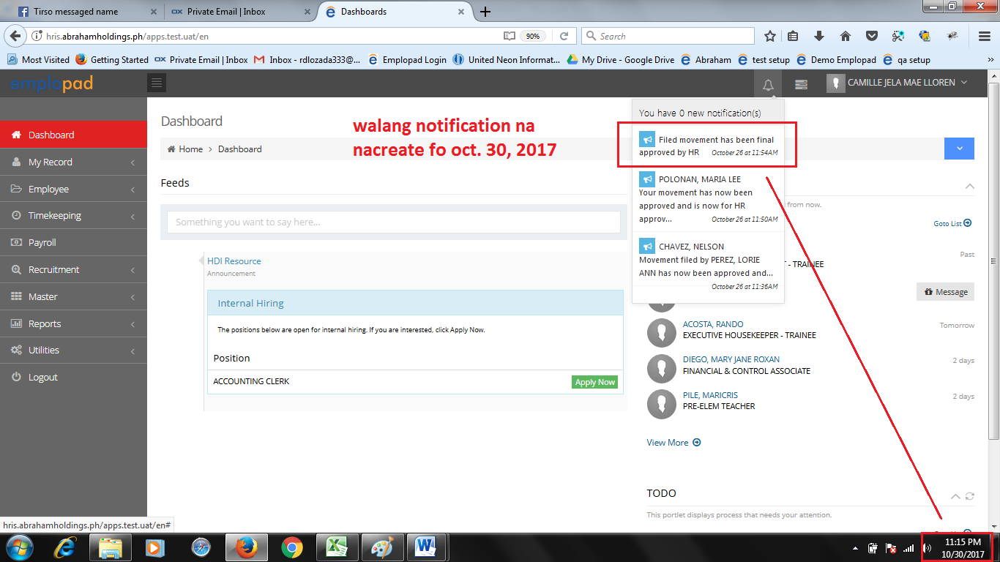 Tirso messaged name
Private Email | Inbox
Dashboards
hris.abrahamholdings.ph/apps.test.uat/en
90%
Search
Most Visited
Getting Started
Private Email | Inbox
Inbox - rdlozada333@...
Emplopad Login
United Neon Informat...
My Drive - Google Drive
Abraham
test setup
Demo Emplopad
qa setup
emplopad
CAMILLE JELA MAE LLOREN
Dashboard
My Record
Employee
Timekeeping
Payroll
Recruitment
Master
Reports
Utilities
Logout
Dashboard
walang notification na
nacreate fo oct. 30, 2017
Home > Dashboard
Feeds
Something you want to say here...
HDI Resource
Announcement
Internal Hiring
The positions below are open for internal hiring. If you are interested, click Apply Now.
Position
ACCOUNTING CLERK
Apply Now
You have 0 new notification(s)
Filed movement has been final
approved by HR
October 26 at 11:54AM
POLONAN, MARIA LEE
Your movement has now been
approved and is now for HR
approv...
October 26 at 11:50AM
CHAVEZ, NELSON
Movement filed by PEREZ, LORIE
ANN has now been approved and...
October 26 at 11:36AM
from now.
Goto List
Past
- TRAINEE
Message
ACOSTA, RANDO
EXECUTIVE HOUSEKEEPER - TRAINEE
Tomorrow
DIEGO, MARY JANE ROXAN
FINANCIAL & CONTROL ASSOCIATE
2 days
PILE, MARICRIS
PRE-ELEM TEACHER
2 days
View More
TODO
This portlet displays process that needs your attention.
hris.abrahamholdings.ph/apps.test.uat/en#
11:15 PM
10/30/2017